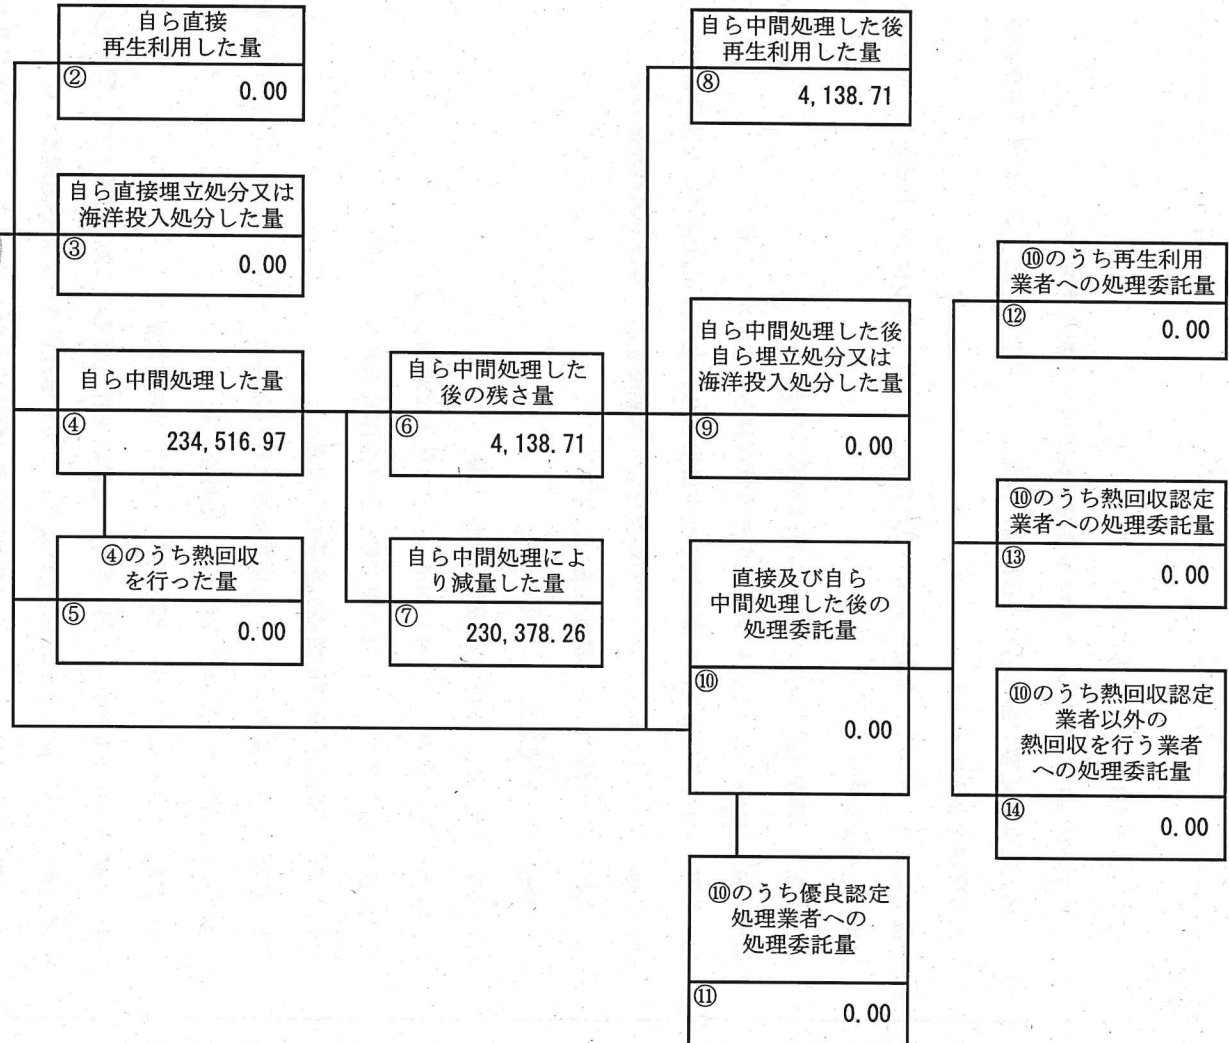 自ら直接
再生利用した量
② 0.00
自ら直接埋立処分又は
海洋投入処分した量
③ 0.00
自ら中間処理した量
④ 234,516.97
④のうち熱回収
を行った量
⑤ 0.00
自ら中間処理した
後の残さ量
⑥ 4,138.71
自ら中間処理によ
り減量した量
⑦ 230,378.26
自ら中間処理した後
再生利用した量
⑧ 4,138.71
自ら中間処理した後
自ら埋立処分又は
海洋投入処分した量
⑨ 0.00
直接及び自ら
中間処理した後の
処理委託量
⑩ 0.00
⑩のうち優良認定
処理業者への
処理委託量
⑪ 0.00
⑩のうち再生利用
業者への処理委託量
⑫ 0.00
⑩のうち熱回収認定
業者への処理委託量
⑬ 0.00
⑩のうち熱回収認定
業者以外の
熱回収を行う業者
への処理委託量
⑭ 0.00